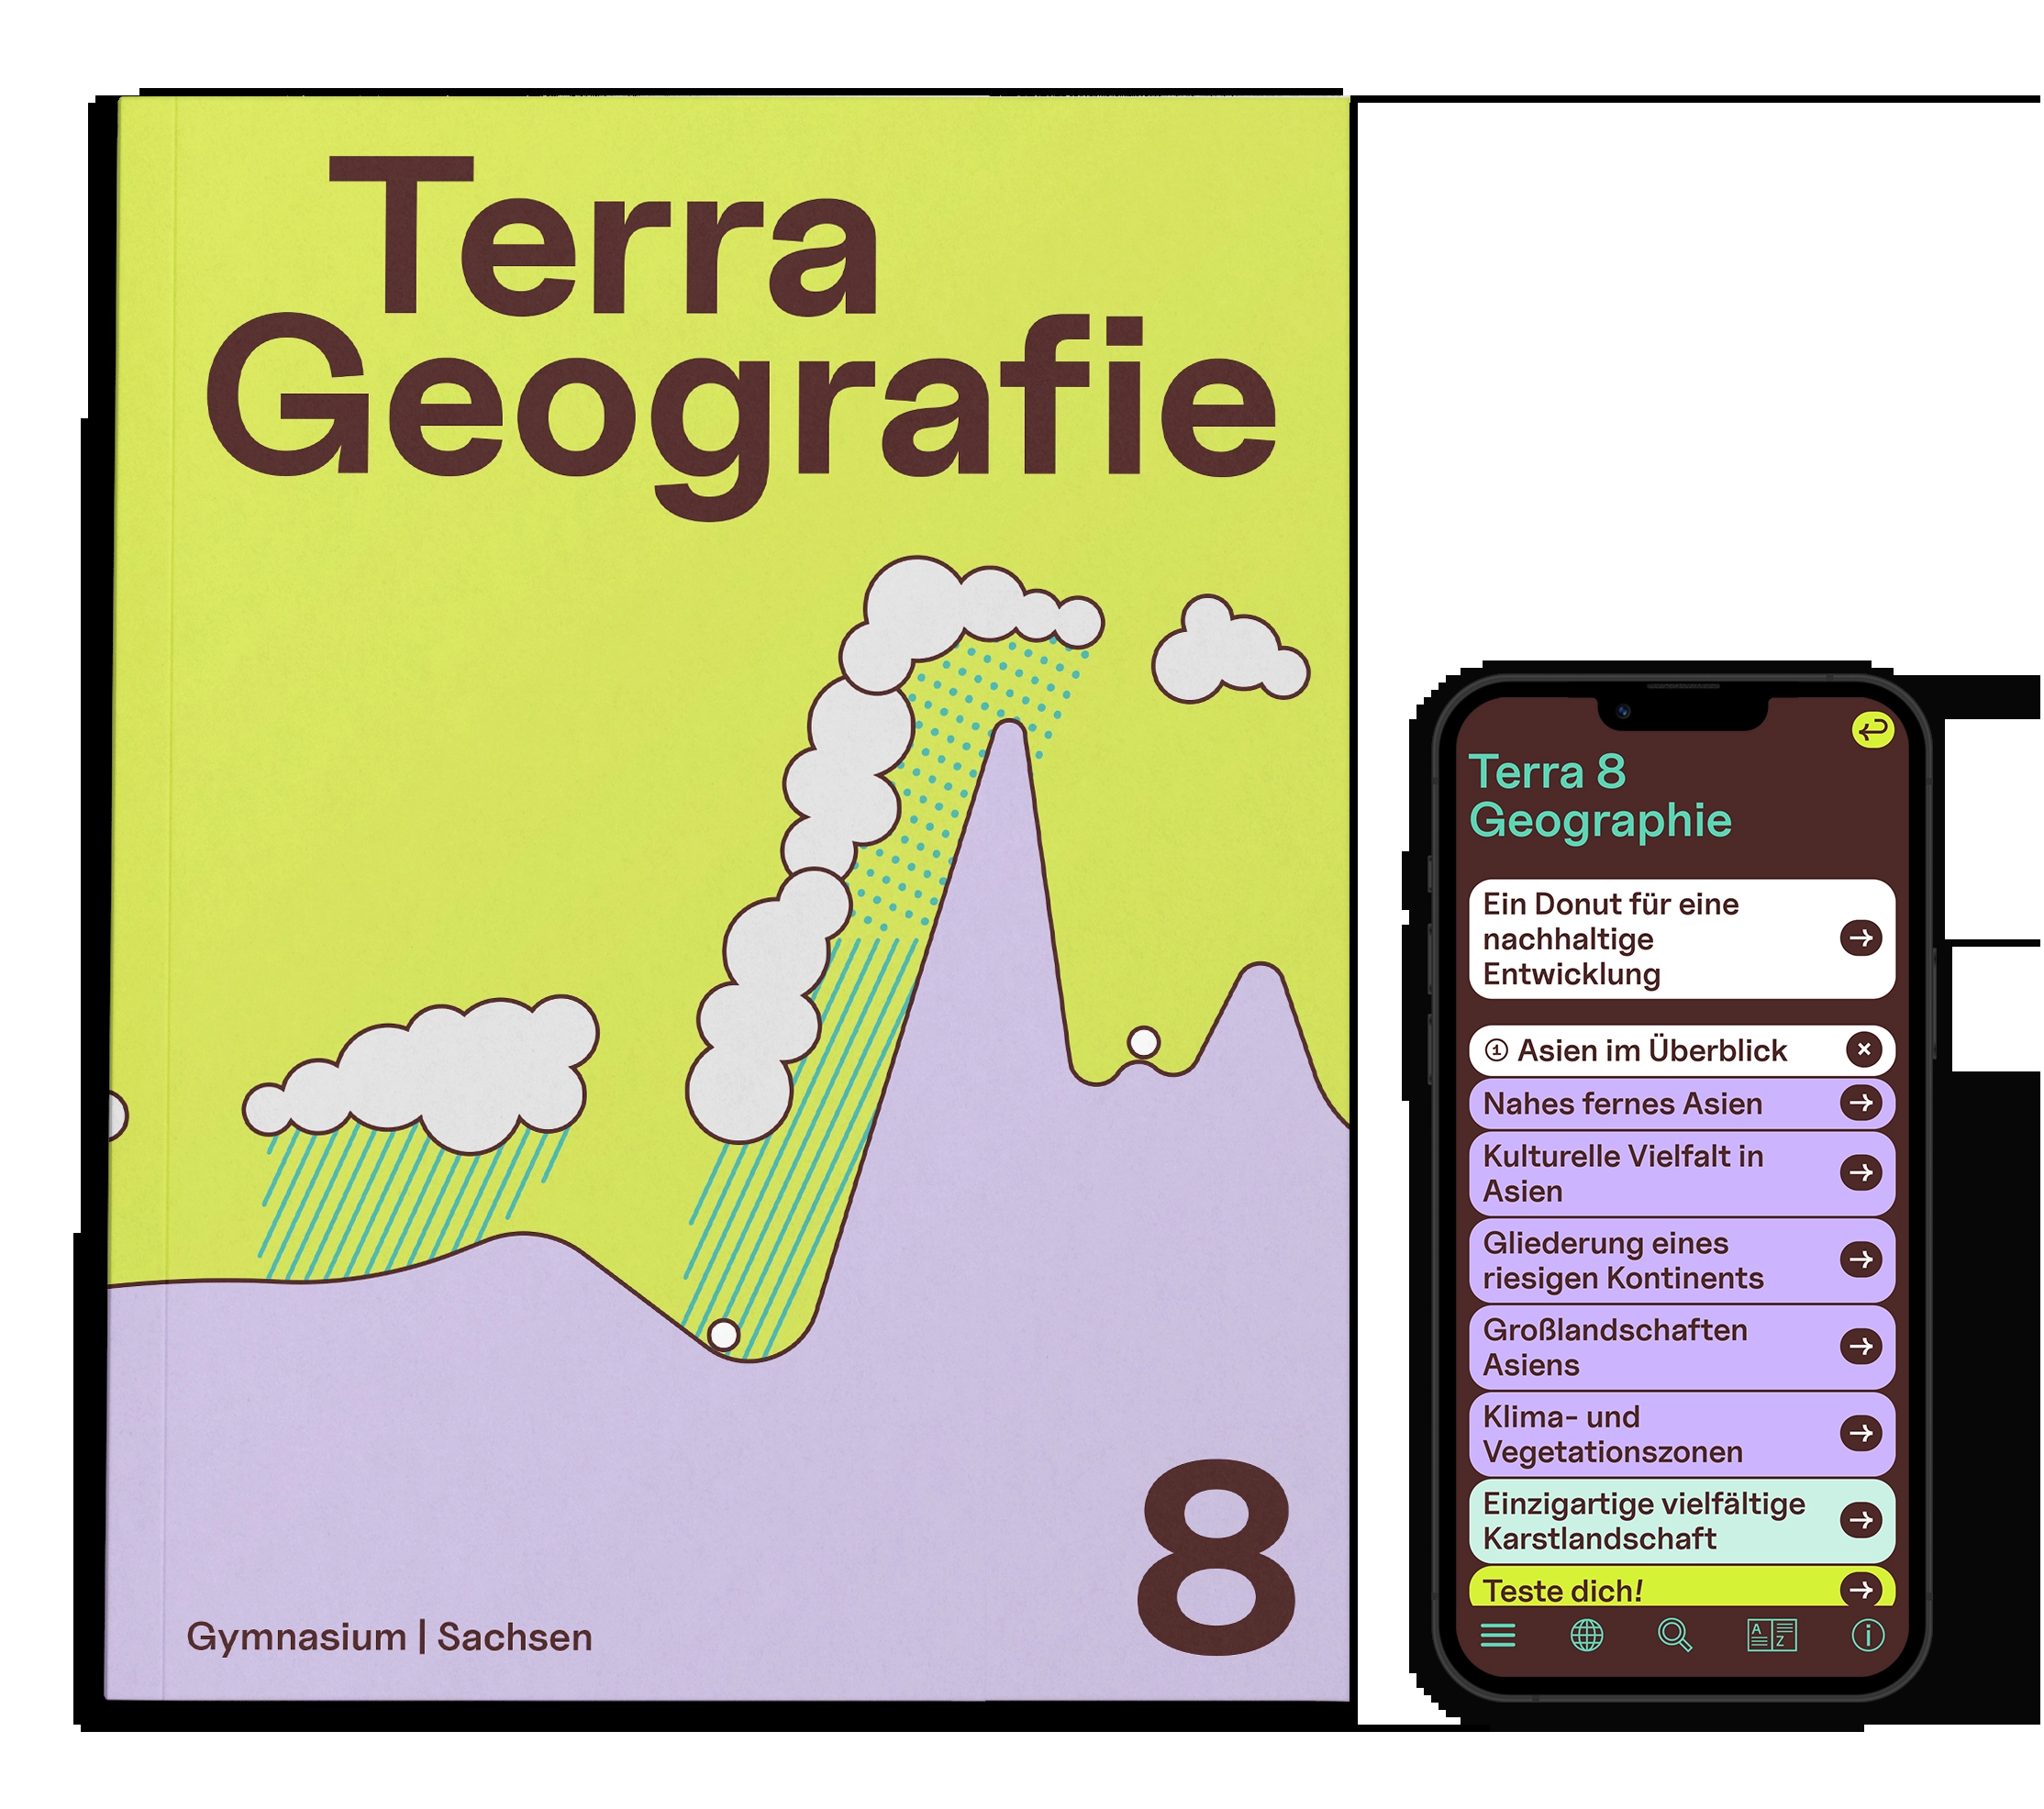 Terra
Geografie
8
Gymnasium | Sachsen
Terra 8
Geographie
Ein Donut für eine
nachhaltige
Entwicklung
① Asien im Überblick
Nahes fernes Asien
Kulturelle Vielfalt in
Asien
Gliederung eines
riesigen Kontinents
Großlandschaften
Asiens
Klima- und
Vegetationszonen
Einzigartige vielfältige
Karstlandschaft
Teste dich!
A Z